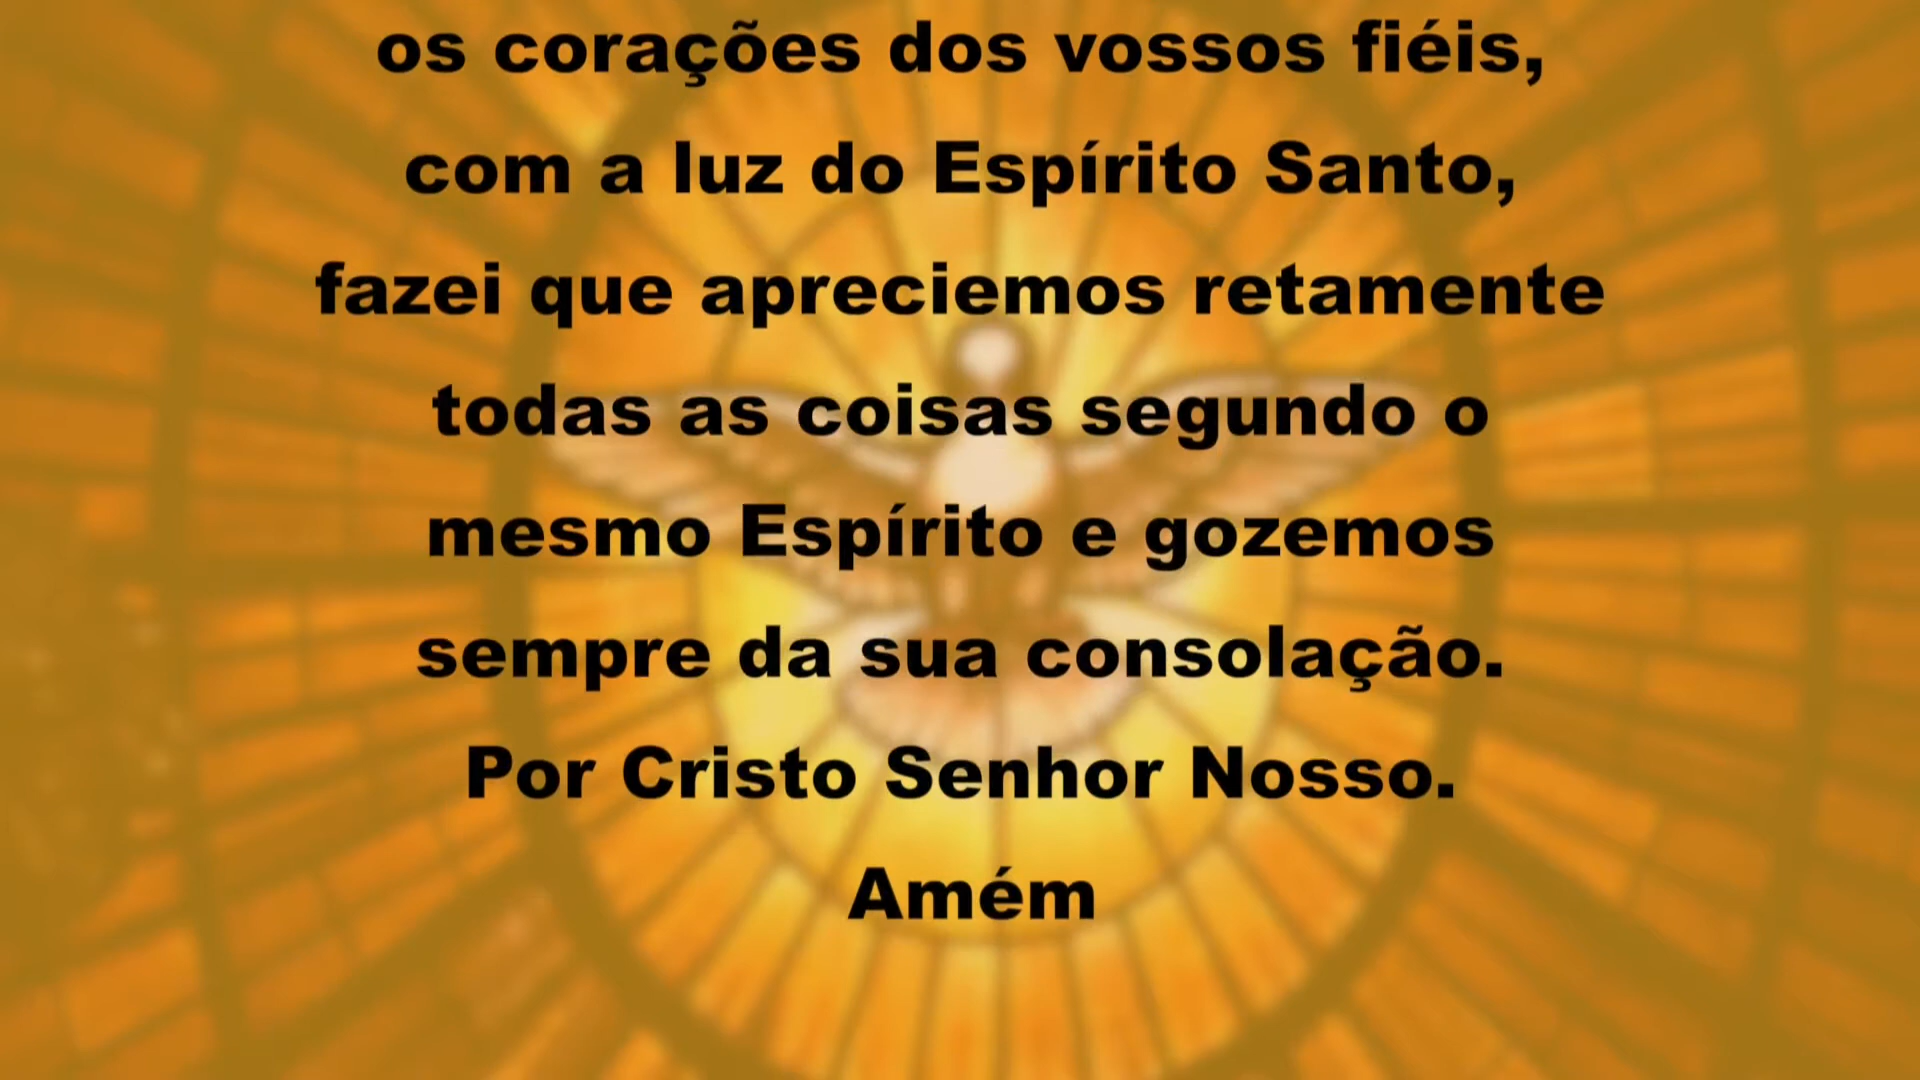 os corações dos vossos fiéis,
com a luz do Espírito Santo,
fazei que apreciemos retamente
todas as coisas segundo o
mesmo Espírito e gozemos
sempre da sua consolação.
Por Cristo Senhor Nosso.
Amém